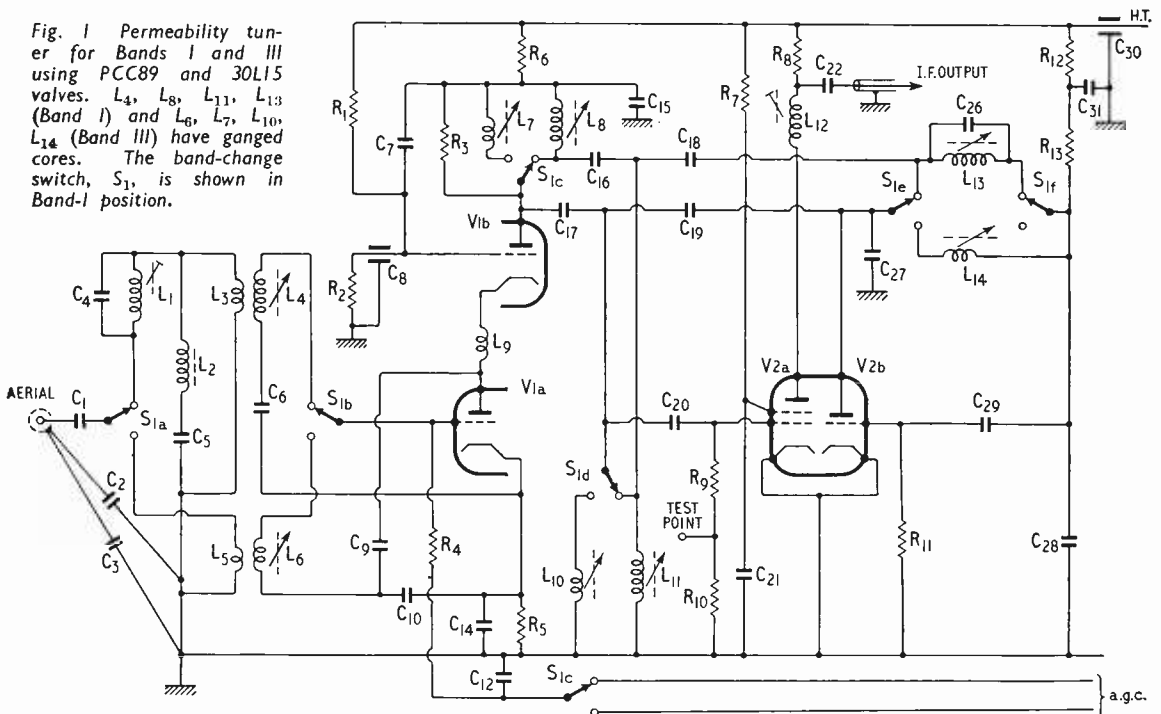 Fig. 1 Permeability tun-
er for Bands I and III
using PCC89 and 30L15
valves. L4, L8, L11, L13
(Band I) and L6, L7, L10,
L14 (Band III) have ganged
cores. The band-change
switch, S1, is shown in
Band-I position.
H.T.
C30
R6
R8
C22
I.F. OUTPUT
R12
C31
R1
C7
R3
L7
L8
C15
R7
L12
C26
R13
S1c
C16
C18
L13
S1e
S1f
V1b
C17
C19
C27
L14
R2
C8
C4
L1
L3
L4
L2
L9
AERIAL
C1
S1a
C5
C6
S1b
V1a
V2a
V2b
C20
C29
C2
C3
S1d
R9
TEST
POINT
L5
L6
C9
R4
L10
L11
R10
C21
R11
C28
C10
C14
R5
C12
S1c
a.g.c.